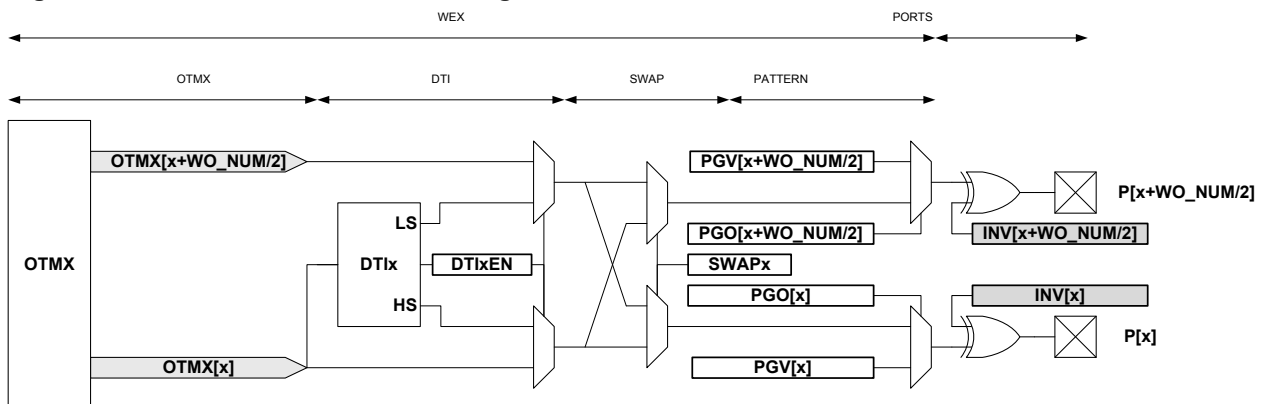 WEX PORTS
OTMX DTI SWAP PATTERN
OTMX[x+WO_NUM/2] PGV[x+WO_NUM/2]
P[x+WO_NUM/2]
LS
PGO[x+WO_NUM/2] INV[x+WO_NUM/2]
OTMX DTIx DTIxEN SWAPx
PGO[x] INV[x]
HS
P[x]
OTMX[x] PGV[x]